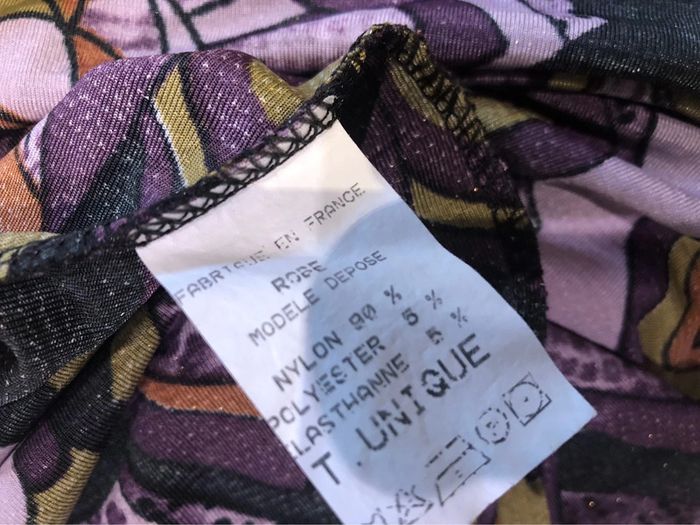 FABRIQUE EN FRANCE
ROBE
MODELE DEPOSE
NYLON 90 %
POLYESTER 5 %
ELASTHANNE 5 %
T.UNIQUE